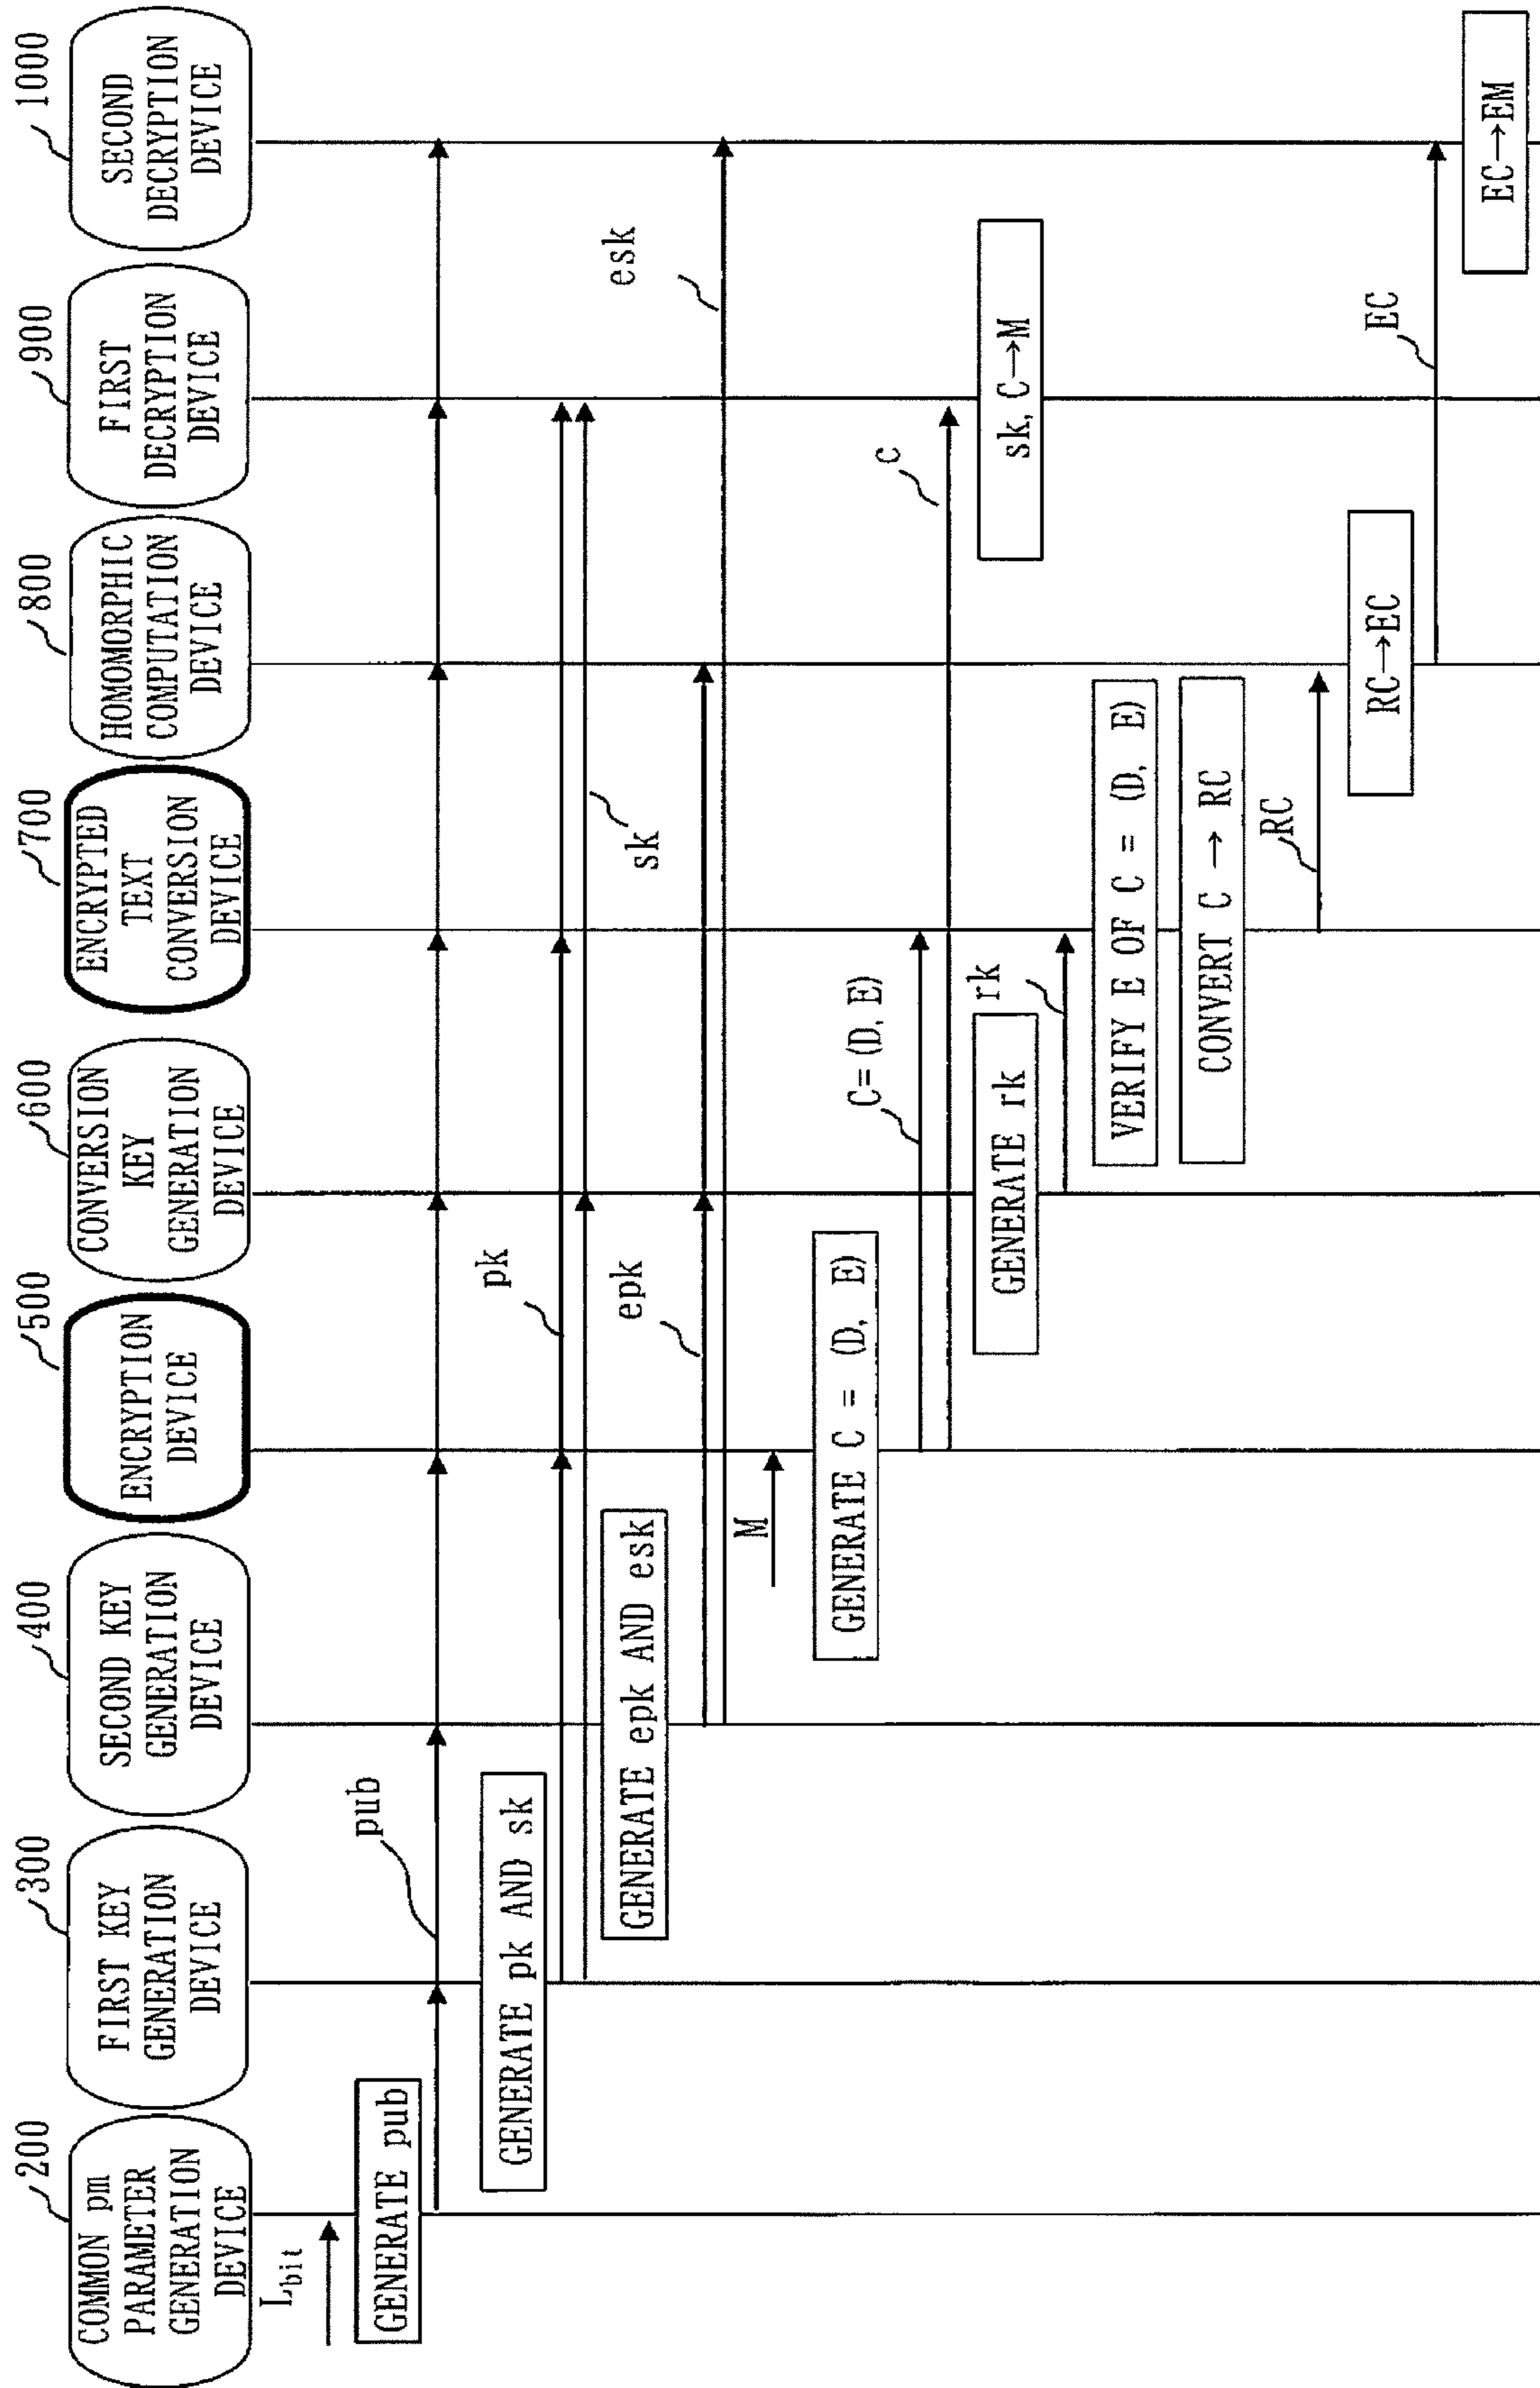 200
COMMON pm
PARAMETER
GENERATION
DEVICE
300
FIRST KEY
GENERATION
DEVICE
400
SECOND KEY
GENERATION
DEVICE
500
ENCRYPTION
DEVICE
600
CONVERSION
KEY
GENERATION
DEVICE
700
ENCRYPTED
TEXT
CONVERSION
DEVICE
800
HOMOMORPHIC
COMPUTATION
DEVICE
900
FIRST
DECRYPTION
DEVICE
1000
SECOND
DECRYPTION
DEVICE
Lbit
GENERATE pub
pub
GENERATE pk AND sk
pk
sk
GENERATE epk AND esk
epk
esk
M
GENERATE C = (D, E)
C=(D, E)
c
GENERATE rk
sk, C→M
rk
VERIFY E OF C = (D, E)
CONVERT C → RC
RC
RC→EC
EC
EC→EM